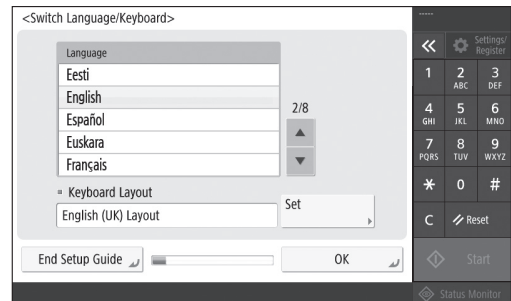 <Switch Language/Keyboard>
Language
Eesti
English
Español
Euskara
Français
2/8
Keyboard Layout
English (UK) Layout
Set
End Setup Guide
OK
-----
Settings/
Register
1
2
ABC
3
DEF
4
GHI
5
JKL
6
MNO
7
PQRS
8
TUV
9
WXYZ
*
0
#
C
Reset
Start
Status Monitor